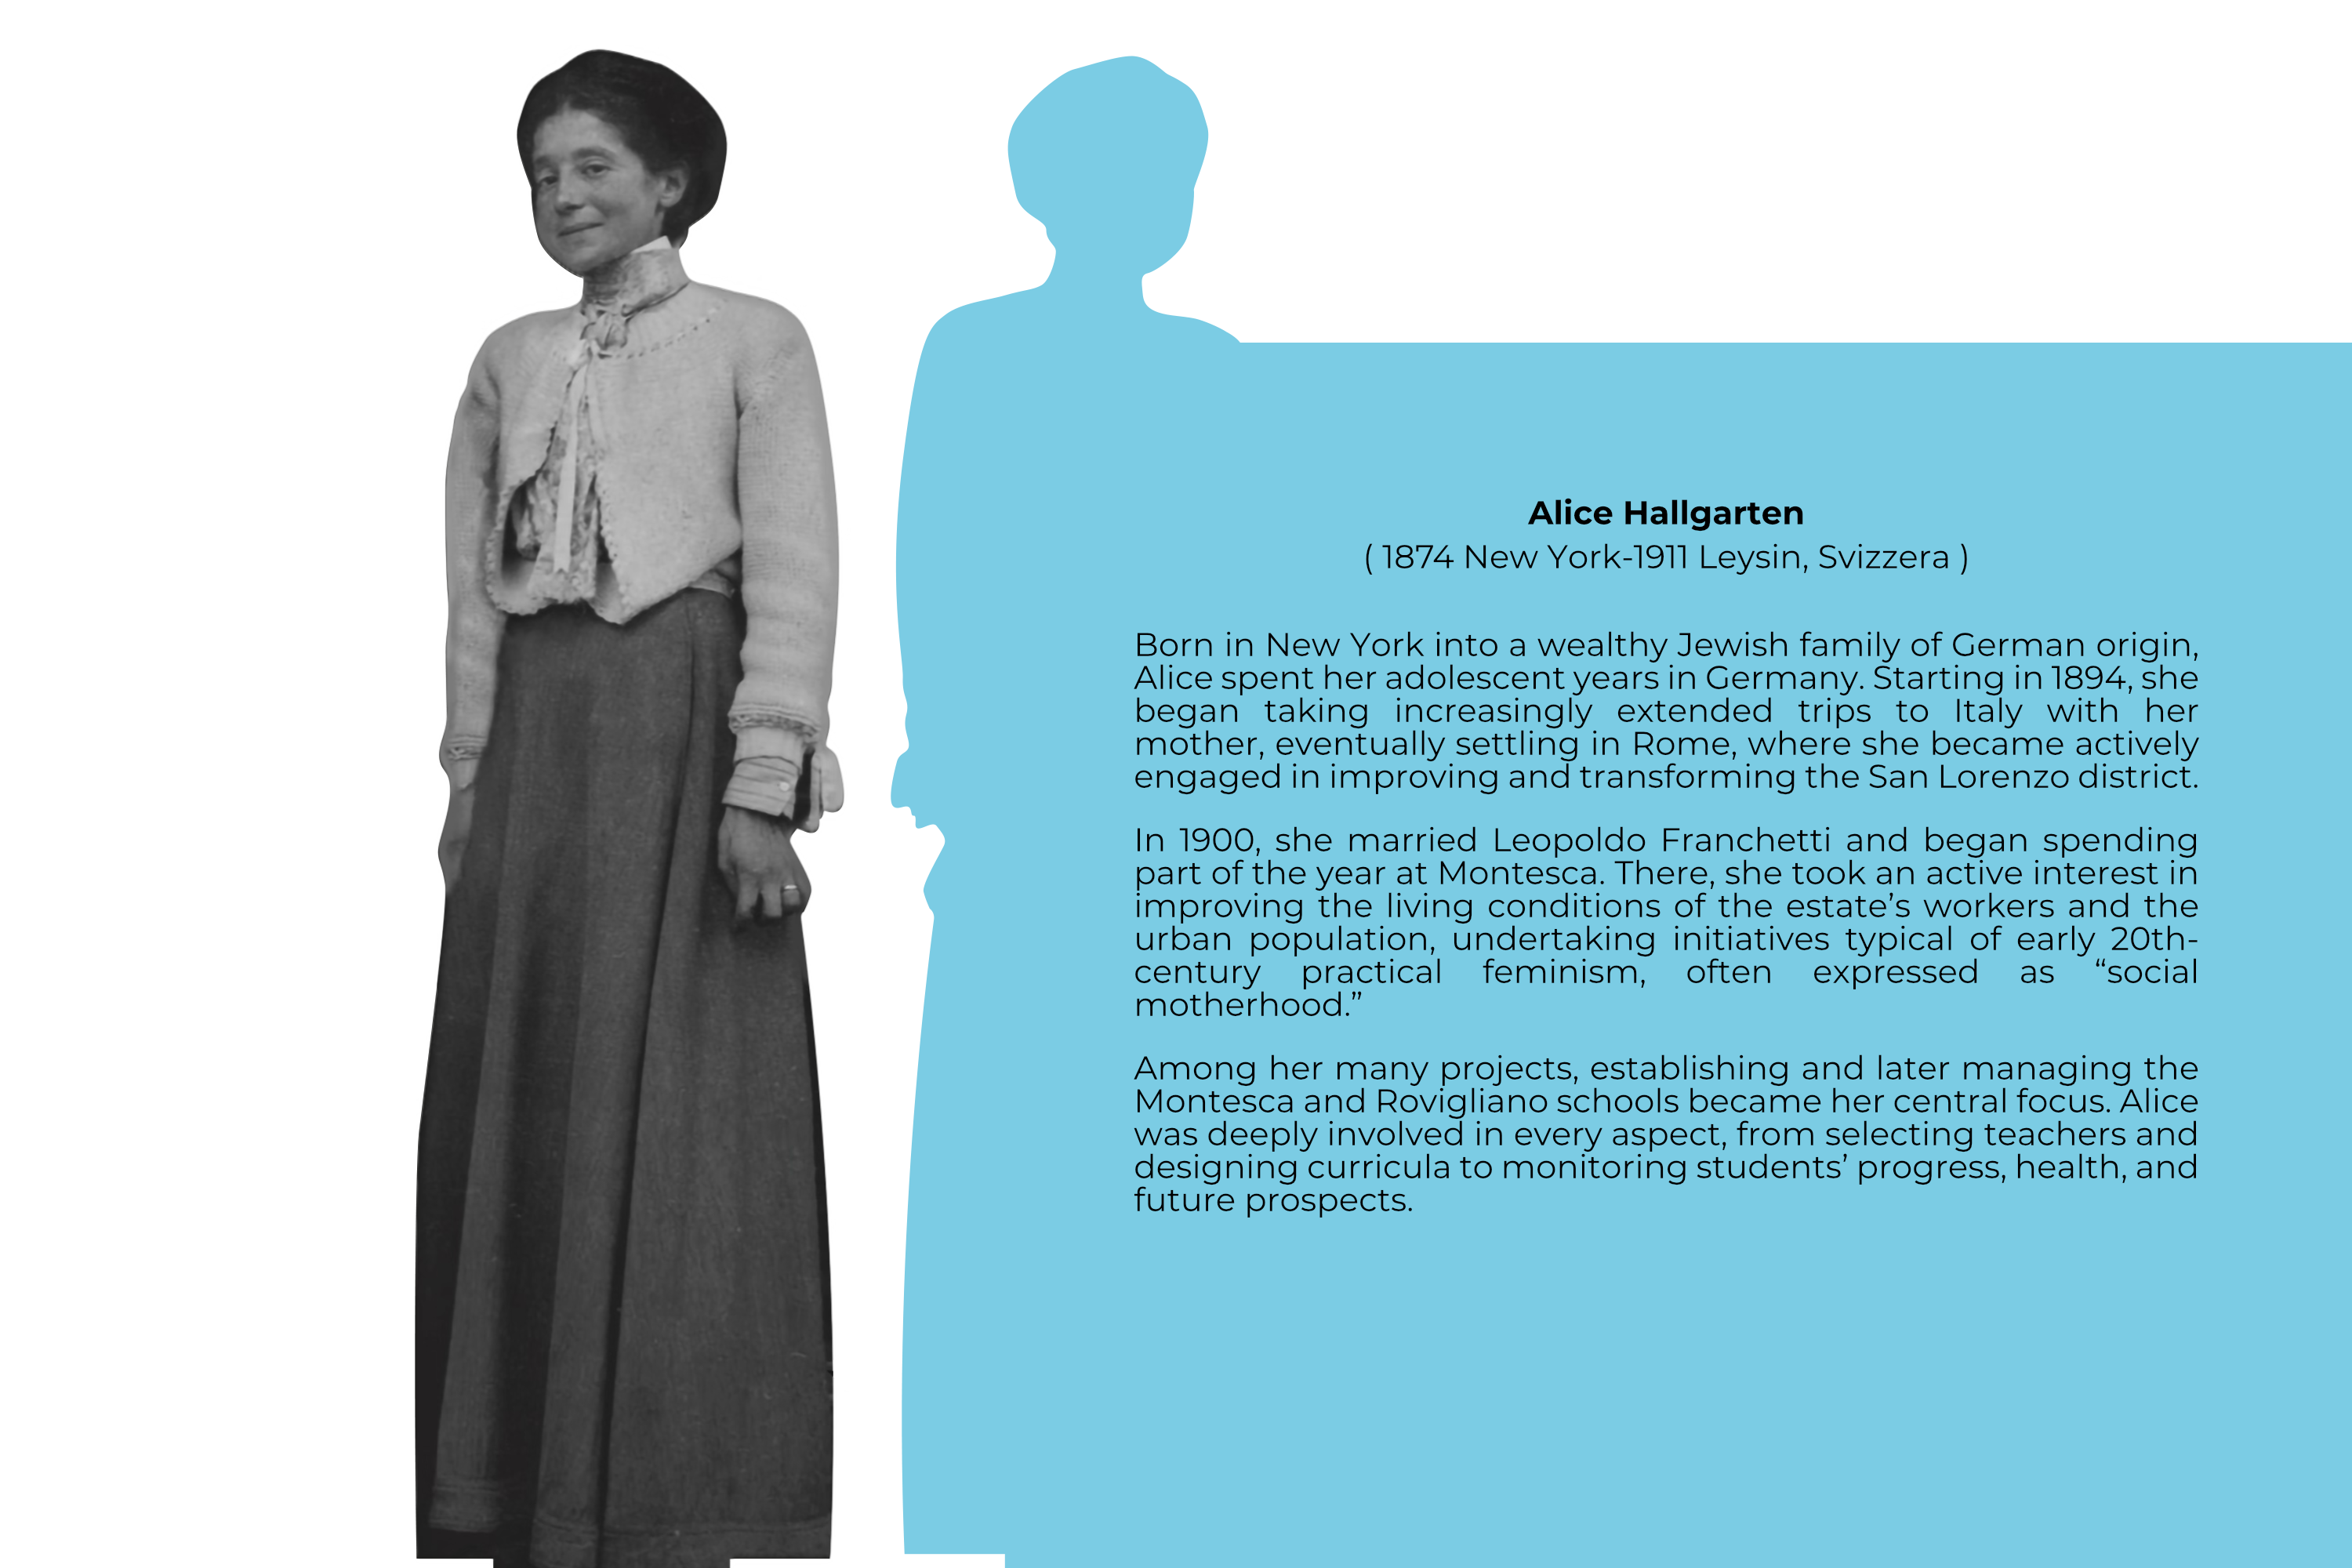 Alice Hallgarten
( 1874 New York-1911 Leysin, Svizzera )
Born in New York into a wealthy Jewish family of German origin,
Alice spent her adolescent years in Germany. Starting in 1894, she
began taking increasingly extended trips to Italy with her
mother, eventually settling in Rome, where she became actively
engaged in improving and transforming the San Lorenzo district.
In 1900, she married Leopoldo Franchetti and began spending
part of the year at Montesca. There, she took an active interest in
improving the living conditions of the estate’s workers and the
urban population, undertaking initiatives typical of early 20th-
century practical feminism, often expressed as “social
motherhood.”
Among her many projects, establishing and later managing the
Montesca and Rovigliano schools became her central focus. Alice
was deeply involved in every aspect, from selecting teachers and
designing curricula to monitoring students’ progress, health, and
future prospects.